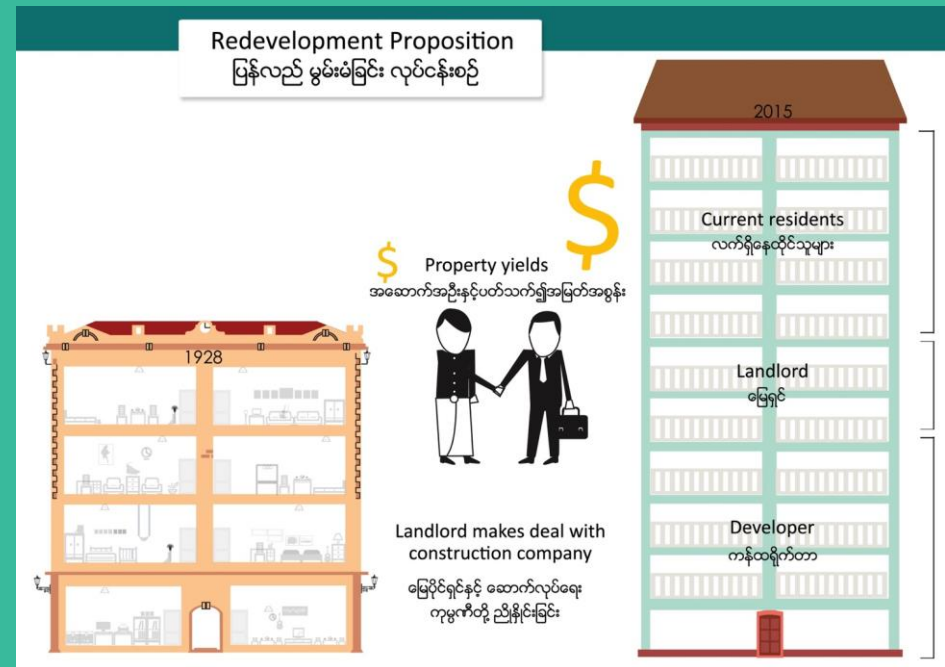 Redevelopment Proposition
ပြန်လည် မွမ်းမံခြင်း လုပ်ငန်းစဉ်
2015
Current residents
လက်ရှိနေထိုင်သူများ
$
$
Property yields
အဆောက်အဦးနှင့်ပတ်သက်၍အမြတ်အစွန်း
1928
Landlord
မြေရှင်
Landlord makes deal with
construction company
မြေပိုင်ရှင်နှင့် ဆောက်လုပ်ရေး
ကုမ္ပဏီတို့ ညှိနှိုင်းခြင်း
Developer
ကန်ထရိုက်တာ